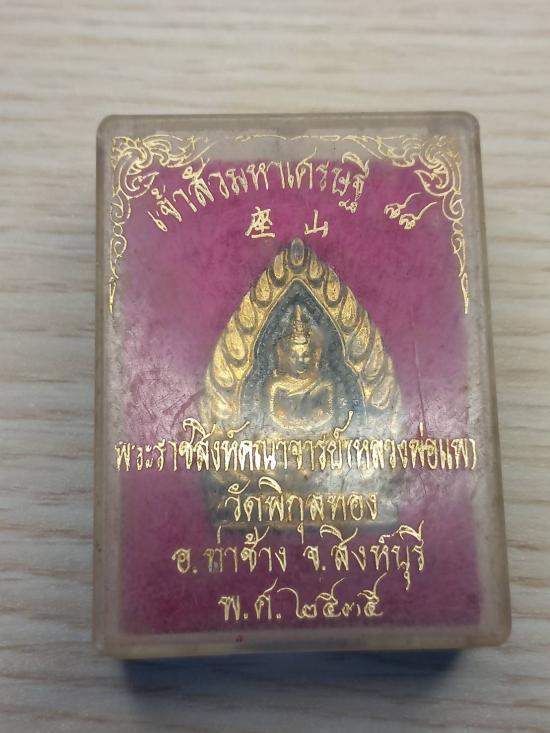 เจ้าสัวมหาเศรษฐี ๘๘
座 山
พระราชสิงห์คณาจารย์(หลวงพ่อแพ)
วัดพิกุลทอง
อ.ท่าช้าง จ.สิงห์บุรี
พ.ศ.๒๕๓๕